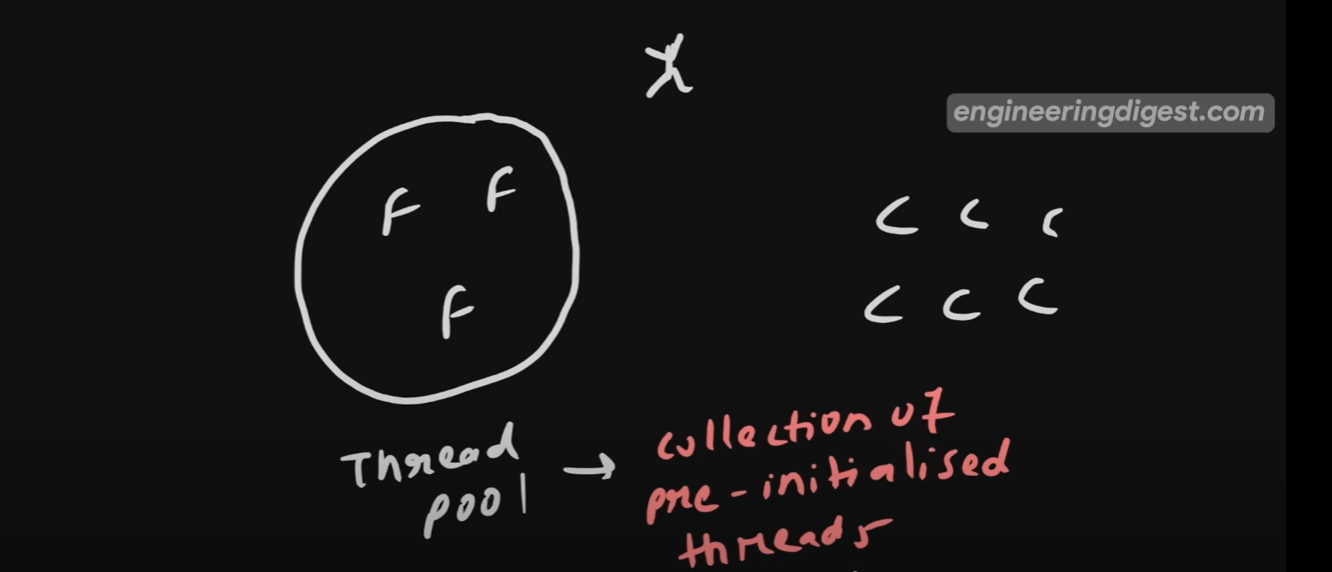 X
engineeringdigest.com
F F
C C C
F
C C C
Thread
pool → collection of
pre-initialised
threads